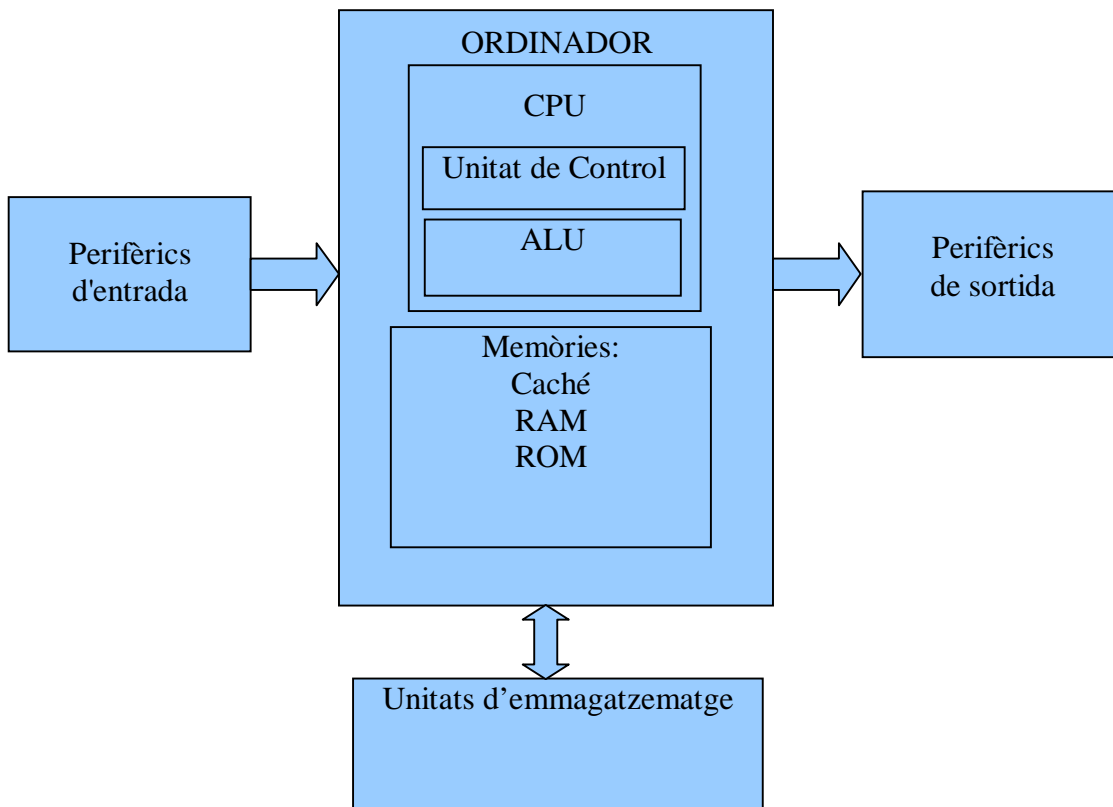 ORDINADOR
CPU
Unitat de Control
ALU
Perifèrics
d'entrada
Perifèrics
de sortida
Memòries:
Caché
RAM
ROM
Unitats d’emmagatzematge